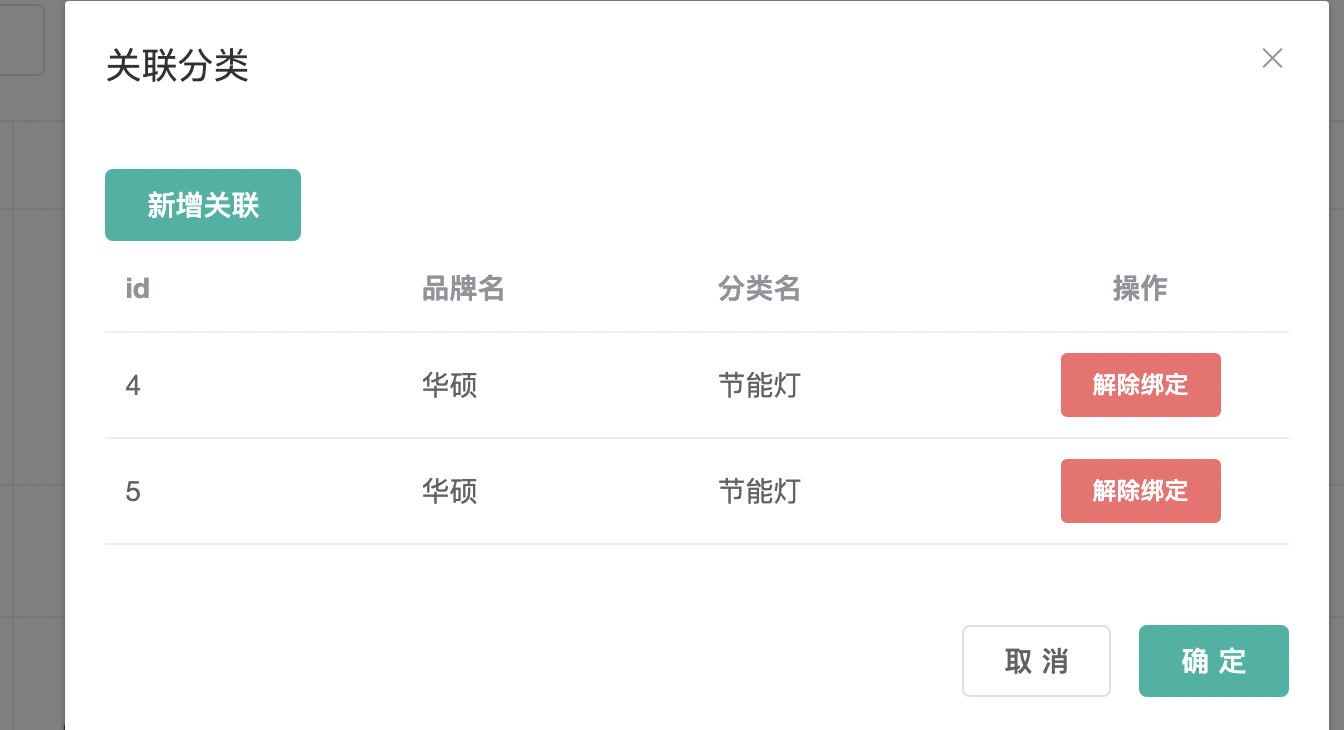 关联分类
新增关联
id 品牌名 分类名 操作
4 华硕 节能灯 解除绑定
5 华硕 节能灯 解除绑定
取 消 确 定